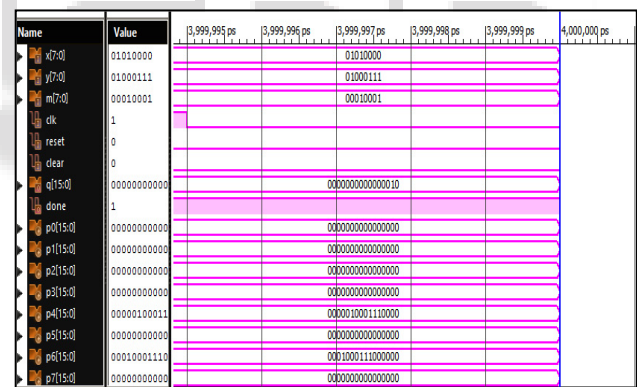 Name Value 3,999,995 ps 3,999,996 ps 3,999,997 ps 3,999,998 ps 3,999,999 ps 4,000,000 ps
x[7:0] 01010000 01010000
y[7:0] 01000111 01000111
m[7:0] 00010001 00010001
clk 1
reset 0
clear 0
q[15:0] 00000000000 0000000000000010
done 1
p0[15:0] 00000000000 0000000000000000
p1[15:0] 00000000000 0000000000000000
p2[15:0] 00000000000 0000000000000000
p3[15:0] 00000000000 0000000000000000
p4[15:0] 00000100011 0000010001110000
p5[15:0] 00000000000 0000000000000000
p6[15:0] 00010001110 0001000111000000
p7[15:0] 00000000000 0000000000000000